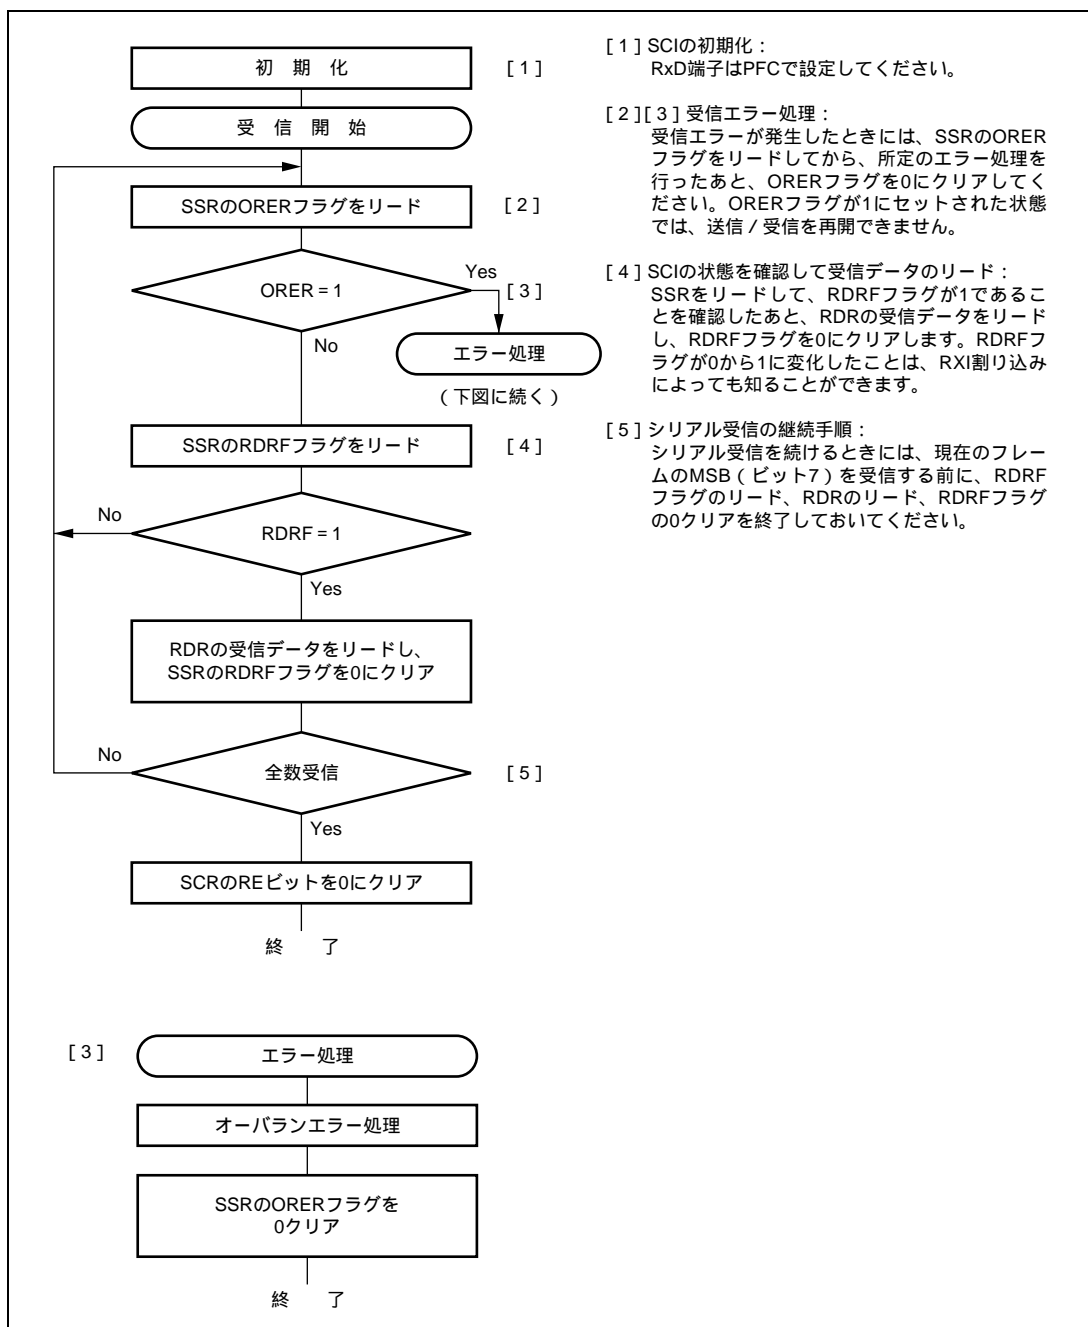 初 期 化 [1]
受 信 開 始
SSRのORERフラグをリード [2]
ORER = 1
Yes
[3]
No
エラー処理
(下図に続く)
SSRのRDRFフラグをリード [4]
No
RDRF = 1
Yes
RDRの受信データをリードし、
SSRのRDRFフラグを0にクリア
No
全数受信 [5]
Yes
SCRのREビットを0にクリア
終 了
[1] SCIの初期化:
RxD端子はPFCで設定してください。
[2][3] 受信エラー処理:
受信エラーが発生したときには、SSRのORER
フラグをリードしてから、所定のエラー処理を
行ったあと、ORERフラグを0にクリアしてく
ださい。ORERフラグが1にセットされた状態
では、送信/受信を再開できません。
[4] SCIの状態を確認して受信データのリード:
SSRをリードして、RDRFフラグが1であるこ
とを確認したあと、RDRの受信データをリード
し、RDRFフラグを0にクリアします。RDRFフ
ラグが0から1に変化したことは、RXI割り込み
によっても知ることができます。
[5] シリアル受信の継続手順:
シリアル受信を続けるときには、現在のフレー
ムのMSB(ビット7)を受信する前に、RDRF
フラグのリード、RDRのリード、RDRFフラグ
の0クリアを終了しておいてください。
[3] エラー処理
オーバランエラー処理
SSRのORERフラグを
0クリア
終 了